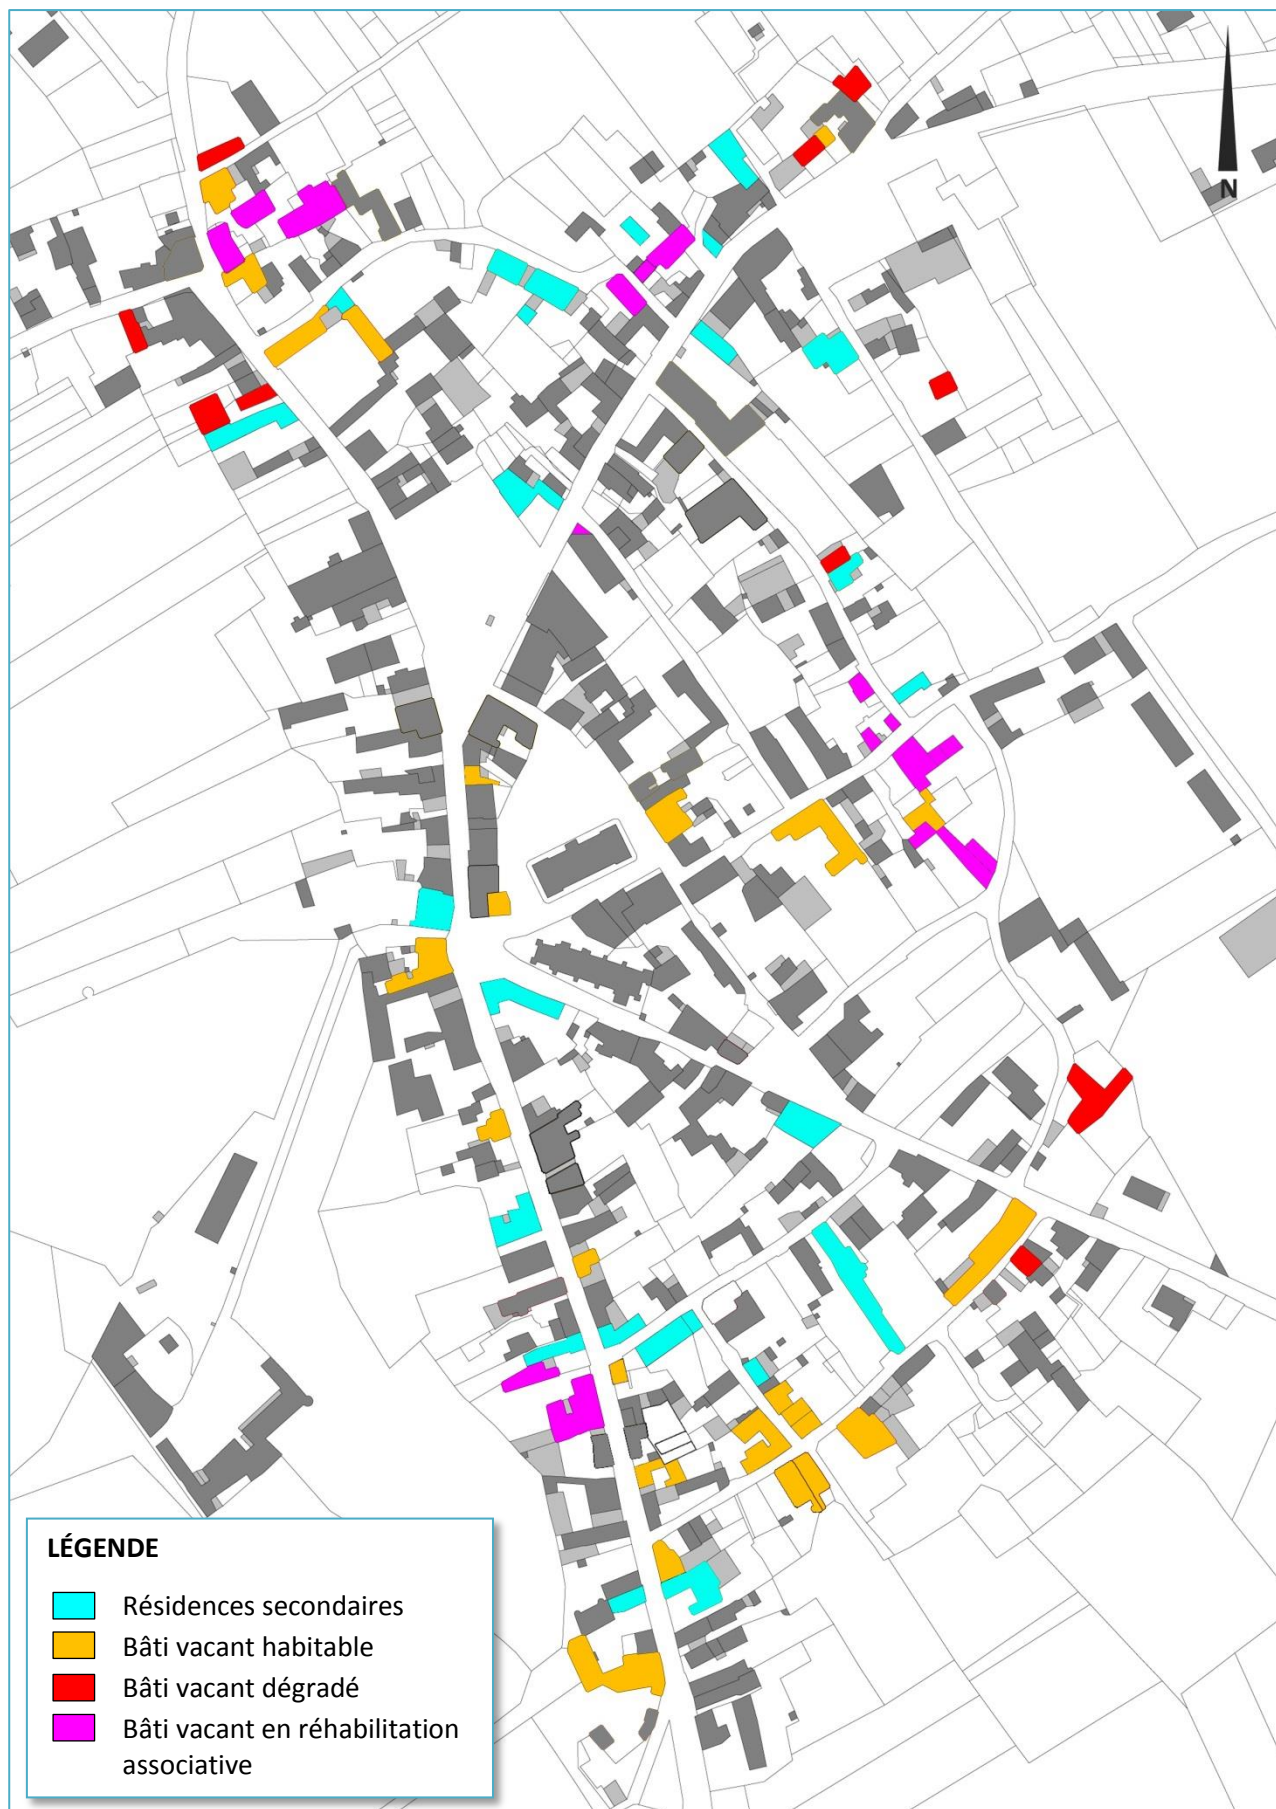 N
LÉGENDE
Résidences secondaires
Bâti vacant habitable
Bâti vacant dégradé
Bâti vacant en réhabilitation
associative